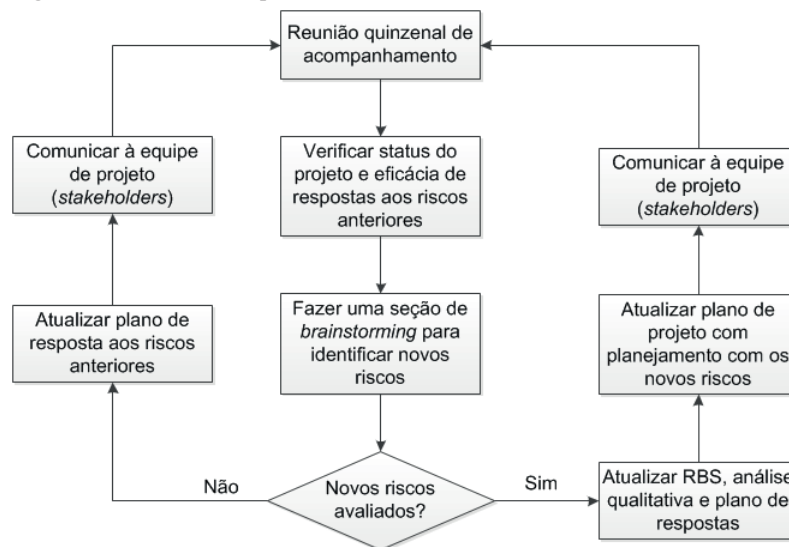 Reunião quinzenal de
acompanhamento
Comunicar à equipe
de projeto
(stakeholders)
Verificar status do
projeto e eficácia de
respostas aos riscos
anteriores
Comunicar à equipe
de projeto
(stakeholders)
Atualizar plano de
resposta aos riscos
anteriores
Fazer uma seção de
brainstorming para
identificar novos
riscos
Atualizar plano de
projeto com
planejamento com os
novos riscos
Não
Novos riscos
avaliados?
Sim
Atualizar RBS, análise
qualitativa e plano de
respostas